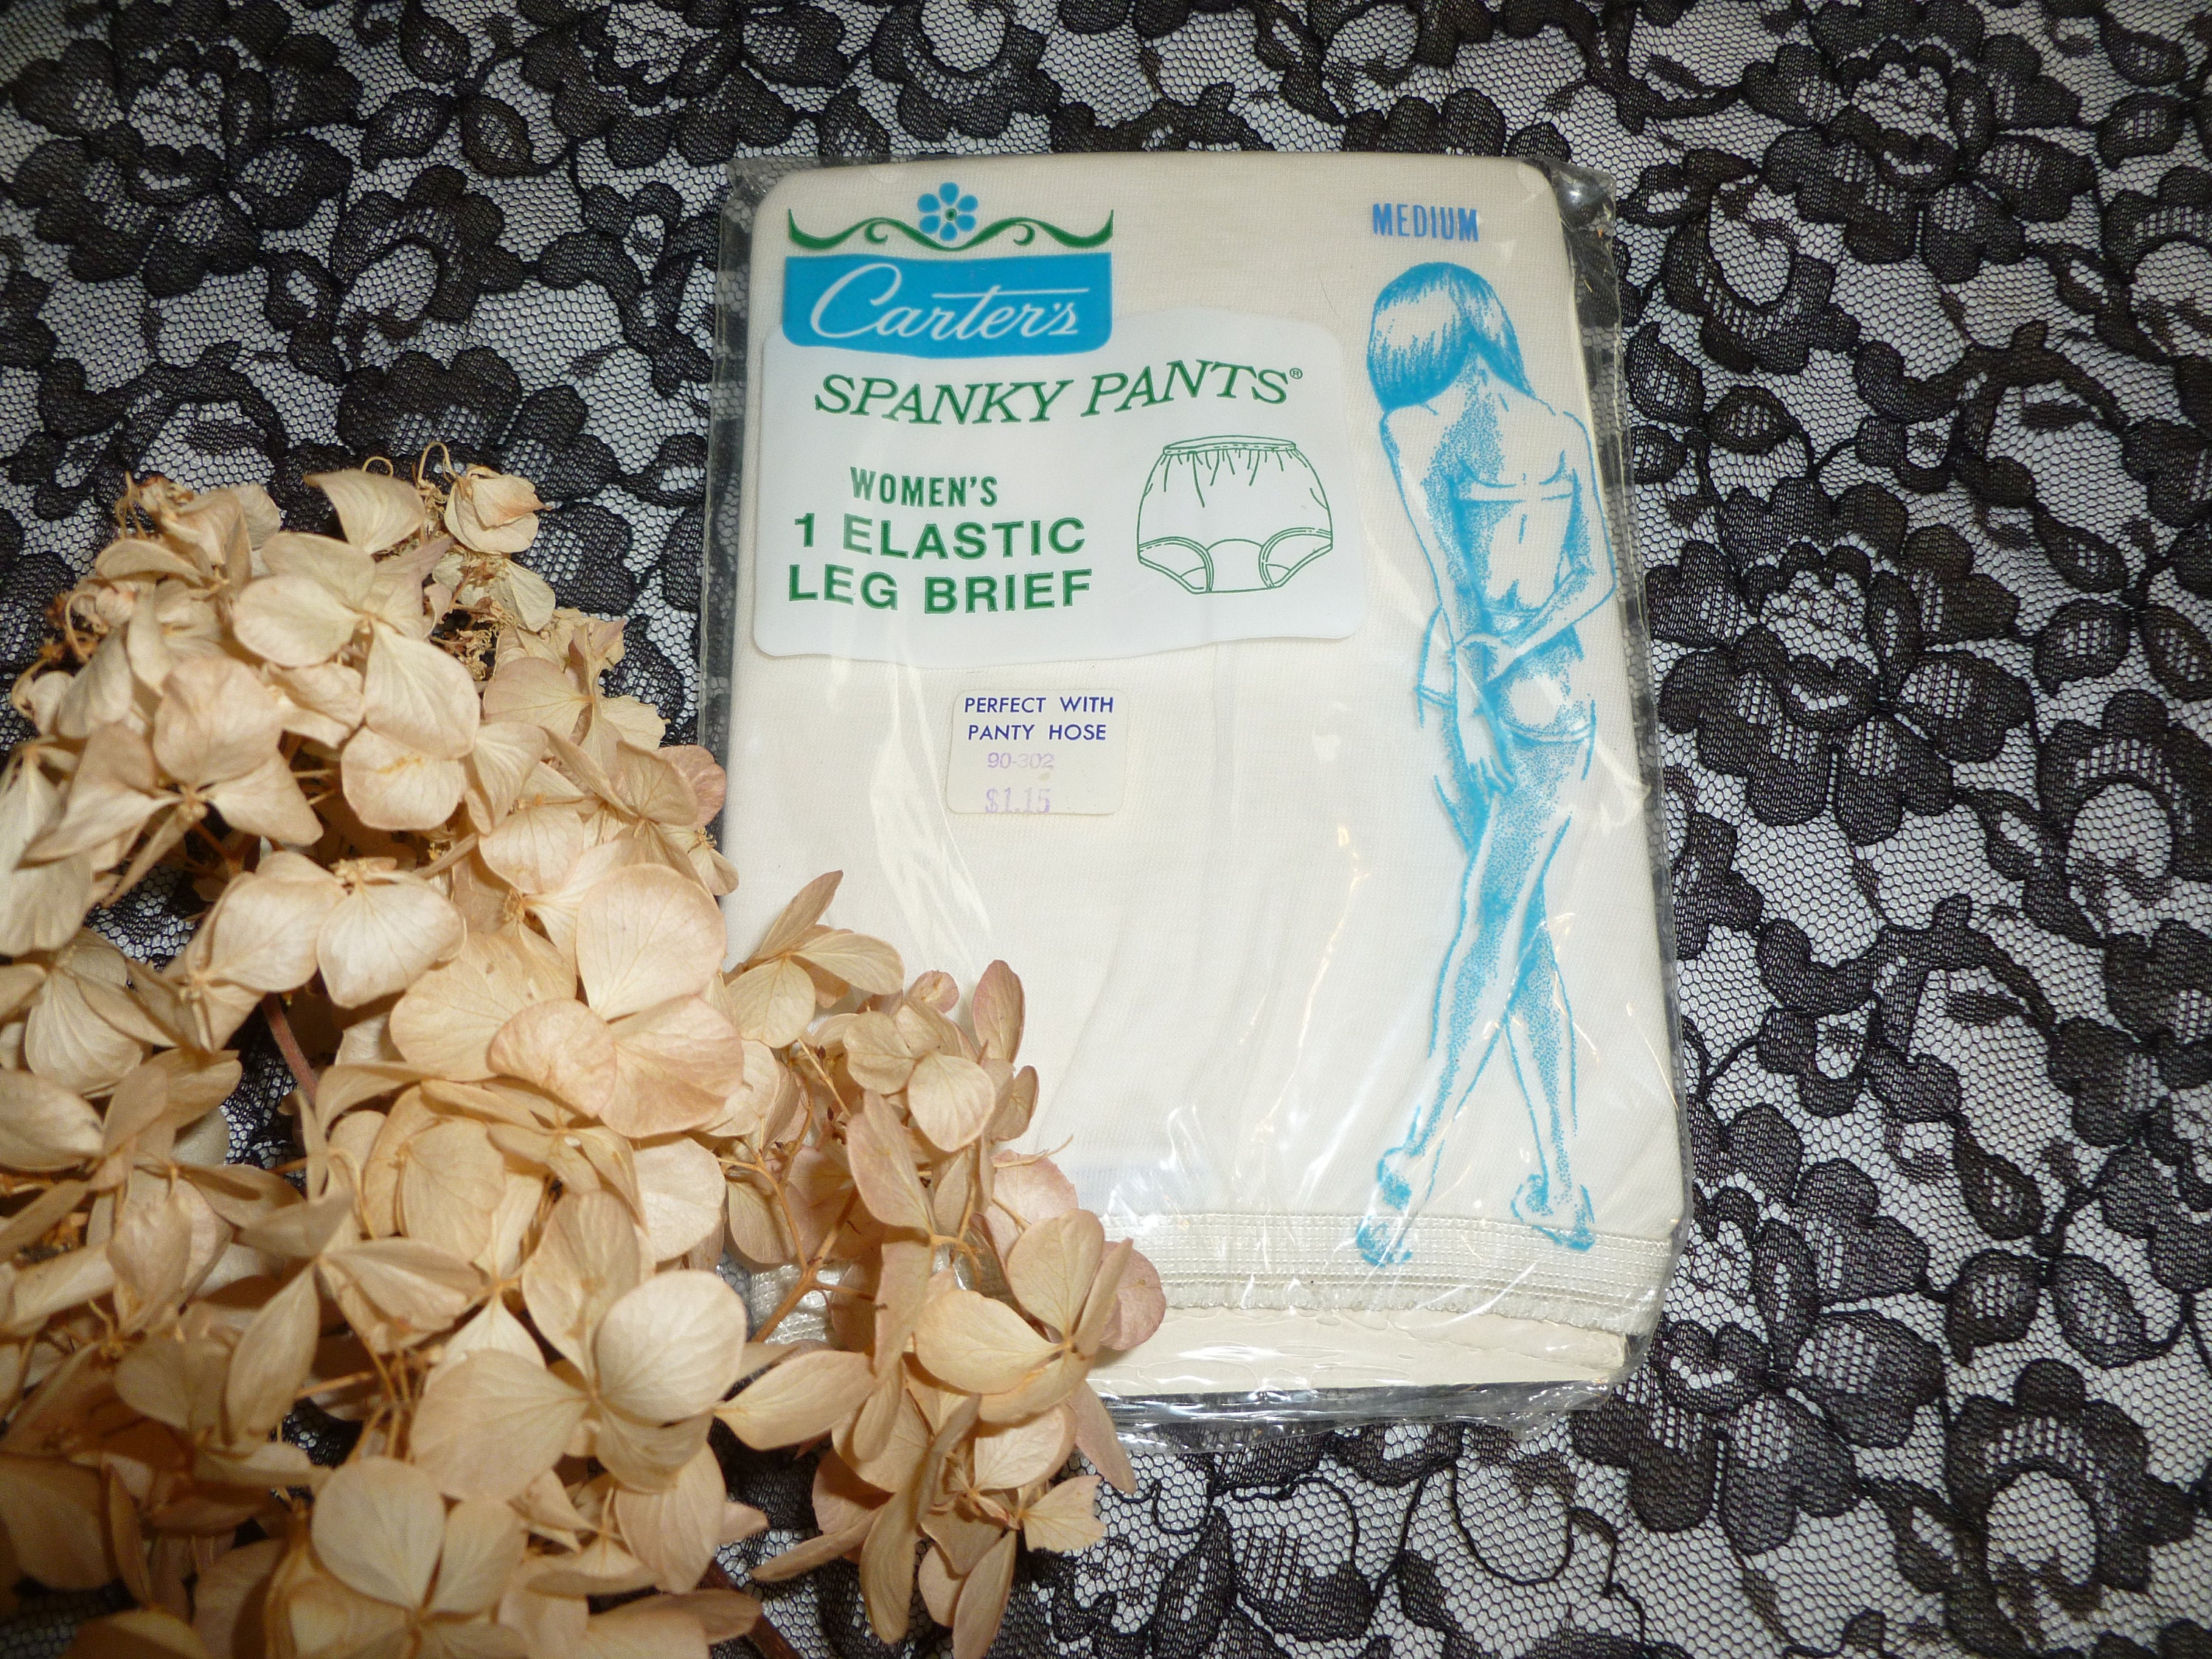 Carter's
SPANKY PANTS®
WOMEN'S
1 ELASTIC
LEG BRIEF
MEDIUM
PERFECT WITH
PANTY HOSE
90-302
$1.15